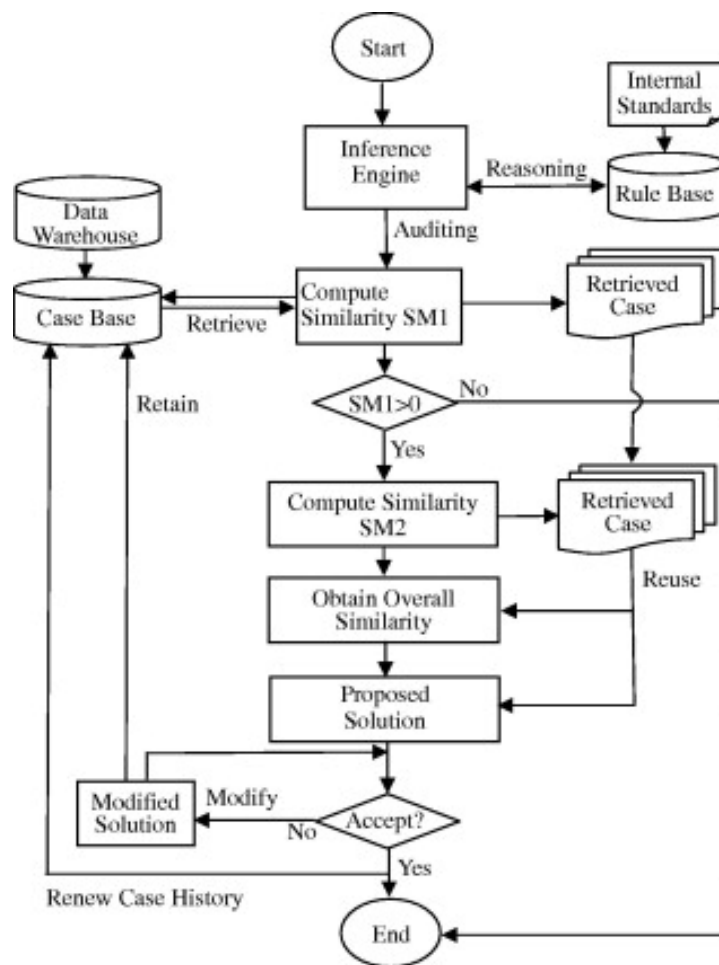 Start
Internal
Standards
Inference
Engine
Reasoning
Rule Base
Data
Warehouse
Auditing
Case Base
Retrieve
Compute
Similarity SM1
Retrieved
Case
Retain
SM1>0
No
Yes
Compute Similarity
SM2
Retrieved
Case
Reuse
Obtain Overall
Similarity
Proposed
Solution
Modified
Solution
Modify
No
Accept?
Yes
Renew Case History
End